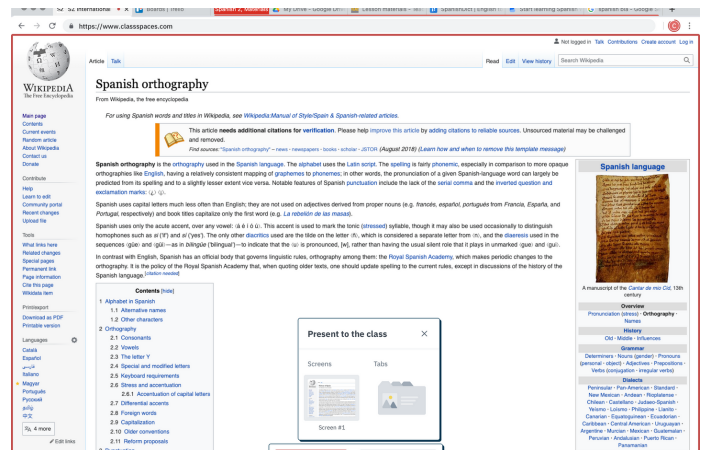 https://www.classspaces.com
Not logged in Talk Contributions Create account Log in
Article Talk
Read Edit View history Search Wikipedia
WIKIPEDIA
The Free Encyclopedia
Main page
Contents
Current events
Random article
About Wikipedia
Contact us
Donate
Contribute
Help
Learn to edit
Community portal
Recent changes
Upload file
Tools
What links here
Related changes
Special pages
Permanent link
Page information
Cite this page
Wikidata item
Print/export
Download as PDF
Printable version
Languages
Català
Español
فارسی
Italiano
Magyar
Português
Русский
தமிழ்
中文
4 more
Edit links
Spanish orthography
From Wikipedia, the free encyclopedia
For using Spanish words and titles in Wikipedia, see Wikipedia:Manual of Style/Spain & Spanish-related articles.
This article needs additional citations for verification. Please help improve this article by adding citations to reliable sources. Unsourced material may be challenged
and removed.
Find sources: "Spanish orthography" – news · newspapers · books · scholar · JSTOR (August 2018) (Learn how and when to remove this template message)
Spanish orthography is the orthography used in the Spanish language. The alphabet uses the Latin script. The spelling is fairly phonemic, especially in comparison to more opaque
orthographies like English, having a relatively consistent mapping of graphemes to phonemes; in other words, the pronunciation of a given Spanish-language word can largely be
predicted from its spelling and to a slightly lesser extent vice versa. Notable features of Spanish punctuation include the lack of the serial comma and the inverted question and
exclamation marks: ⟨¿⟩ ⟨¡⟩.
Spanish uses capital letters much less often than English; they are not used on adjectives derived from proper nouns (e.g. francés, español, portugués from Francia, España, and
Portugal, respectively) and book titles capitalize only the first word (e.g. La rebelión de las masas).
Spanish uses only the acute accent, over any vowel: ⟨á é í ó ú⟩. This accent is used to mark the tonic (stressed) syllable, though it may also be used occasionally to distinguish
homophones such as si ('if') and sí ('yes'). The only other diacritics used are the tilde on the letter ⟨ñ⟩, which is considered a separate letter from ⟨n⟩, and the diaeresis used in the
sequences ⟨güe⟩ and ⟨güi⟩—as in bilingüe ('bilingual')—to indicate that the ⟨u⟩ is pronounced, [w], rather than having the usual silent role that it plays in unmarked ⟨gue⟩ and ⟨gui⟩.
In contrast with English, Spanish has an official body that governs linguistic rules, orthography among them: the Royal Spanish Academy, which makes periodic changes to the
orthography. It is the policy of the Royal Spanish Academy that, when quoting older texts, one should update spelling to the current rules, except in discussions of the history of the
Spanish language.[citation needed]
Contents [hide]
1 Alphabet in Spanish
1.1 Alternative names
1.2 Other characters
2 Orthography
2.1 Consonants
2.2 Vowels
2.3 The letter Y
2.4 Special and modified letters
2.5 Keyboard requirements
2.6 Stress and accentuation
2.6.1 Accentuation of capital letters
2.7 Differential accents
2.8 Foreign words
2.9 Capitalization
2.10 Older conventions
2.11 Reform proposals
Present to the class
Screens Tabs
Screen #1
Spanish language
A manuscript of the Cantar de mio Cid, 13th
century
Overview
Pronunciation (stress) · Orthography ·
Names
History
Old · Middle · Influences
Grammar
Determiners · Nouns (gender) · Pronouns
(personal · object) · Adjectives · Prepositions ·
Verbs (conjugation · irregular verbs)
Dialects
Peninsular · Pan-American · Standard ·
New Mexican · Andean · Rioplatense ·
Chilean · Castellano · Judaeo-Spanish ·
Yeísmo · Loísmo · Philippine · Llanito ·
Canarian · Equatoguinean · Ecuadorian ·
Caribbean · Central American · Uruguayan ·
Argentine · Murcian · Mexican · Guatemalan ·
Peruvian · Andalusian · Puerto Rican ·
Panamanian